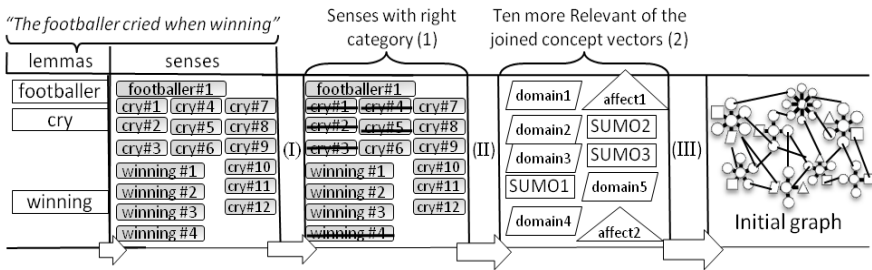 "The footballer cried when winning"
Senses with right
category (1)
Ten more Relevant of the
joined concept vectors (2)
lemmas
senses
footballer
cry
winning
footballer#1
cry#1 cry#4 cry#7
cry#2 cry#5 cry#8
cry#3 cry#6 cry#9
winning #1 cry#10
winning #2 cry#11
winning #3 cry#12
winning #4
(I)
footballer#1
cry#1 cry#4 cry#7
cry#2 cry#5 cry#8
cry#3 cry#6 cry#9
winning #1 cry#10
winning #2 cry#11
winning #3 cry#12
winning #4
(II)
domain1 affect1
domain2 SUMO2
domain3 SUMO3
SUMO1 domain5
domain4 affect2
(III)
Initial graph